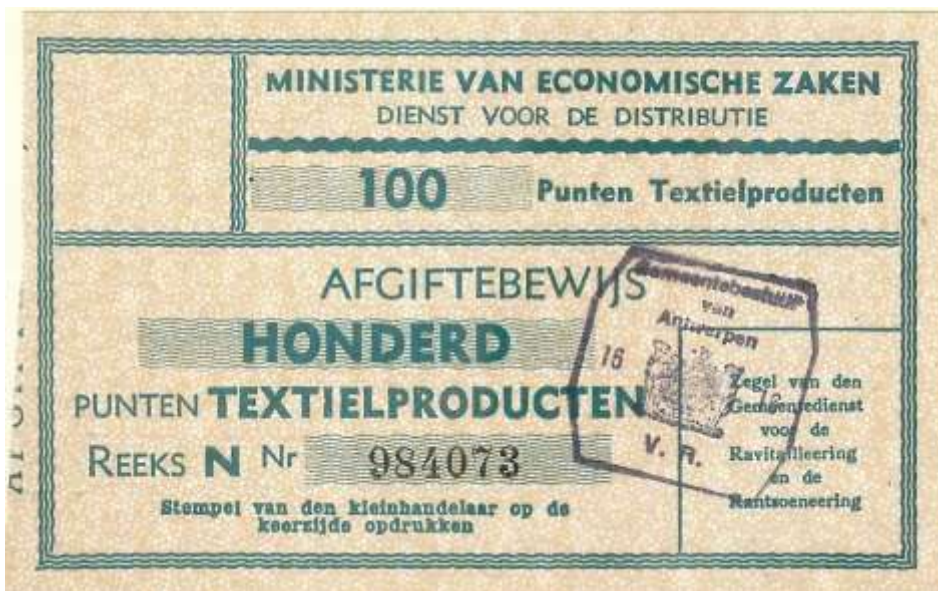 MINISTERIE VAN ECONOMISCHE ZAKEN
DIENST VOOR DE DISTRIBUTIE
100 Punten Textielproducten
AFGIFTEBEWIJS
HONDERD
PUNTEN TEXTIELPRODUCTEN
REEKS N Nr 984073
Stempel van den kleinhandelaar op de
keerzijde opdrukken
Gemeentebestuur
van
Antwerpen
16
12
V. R.
Zegel van den
Gemeentedienst
voor de
Ravitailleering
en de
Rantsoeneering